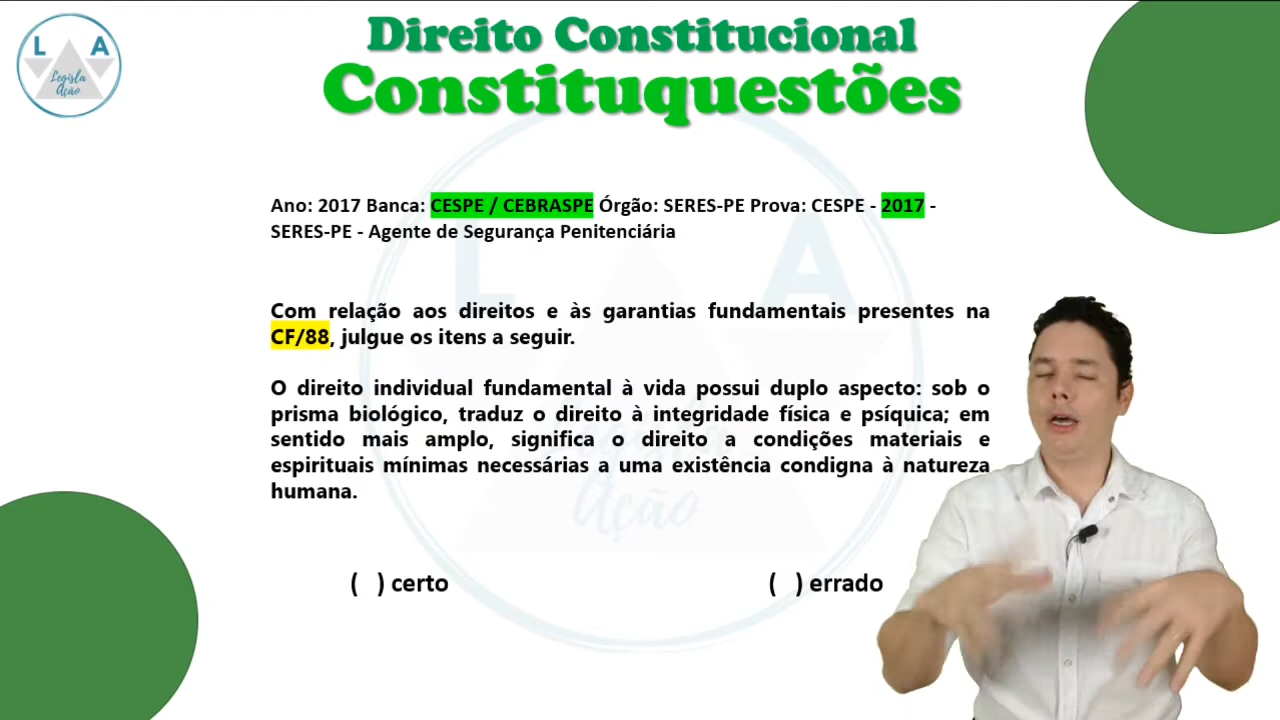 L A
Legisla
Ação
Direito Constitucional
Constituquestões
Ano: 2017 Banca: CESPE / CEBRASPE Órgão: SERES-PE Prova: CESPE - 2017 -
SERES-PE - Agente de Segurança Penitenciária
Com relação aos direitos e às garantias fundamentais presentes na
CF/88, julgue os itens a seguir.
O direito individual fundamental à vida possui duplo aspecto: sob o
prisma biológico, traduz o direito à integridade física e psíquica; em
sentido mais amplo, significa o direito a condições materiais e
espirituais mínimas necessárias a uma existência condigna à natureza
humana.
L A
Legisla
Ação
( ) certo ( ) errado